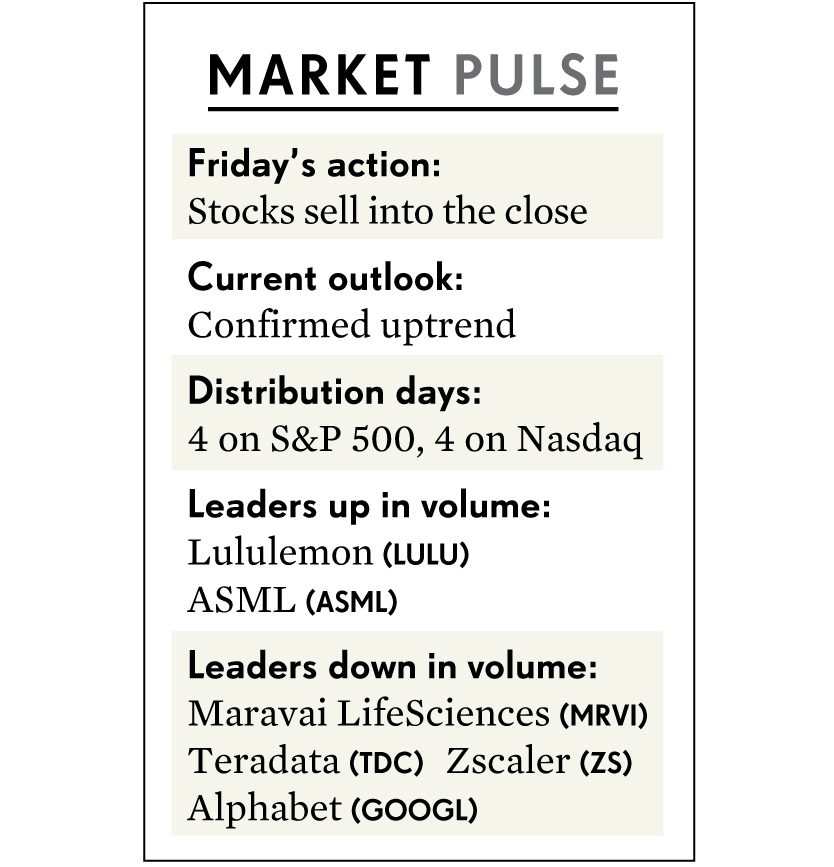 MARKET PULSE
Friday’s action:
Stocks sell into the close
Current outlook:
Confirmed uptrend
Distribution days:
4 on S&P 500, 4 on Nasdaq
Leaders up in volume:
Lululemon (LULU)
ASML (ASML)
Leaders down in volume:
Maravai LifeSciences (MRVI)
Teradata (TDC) Zscaler (ZS)
Alphabet (GOOGL)